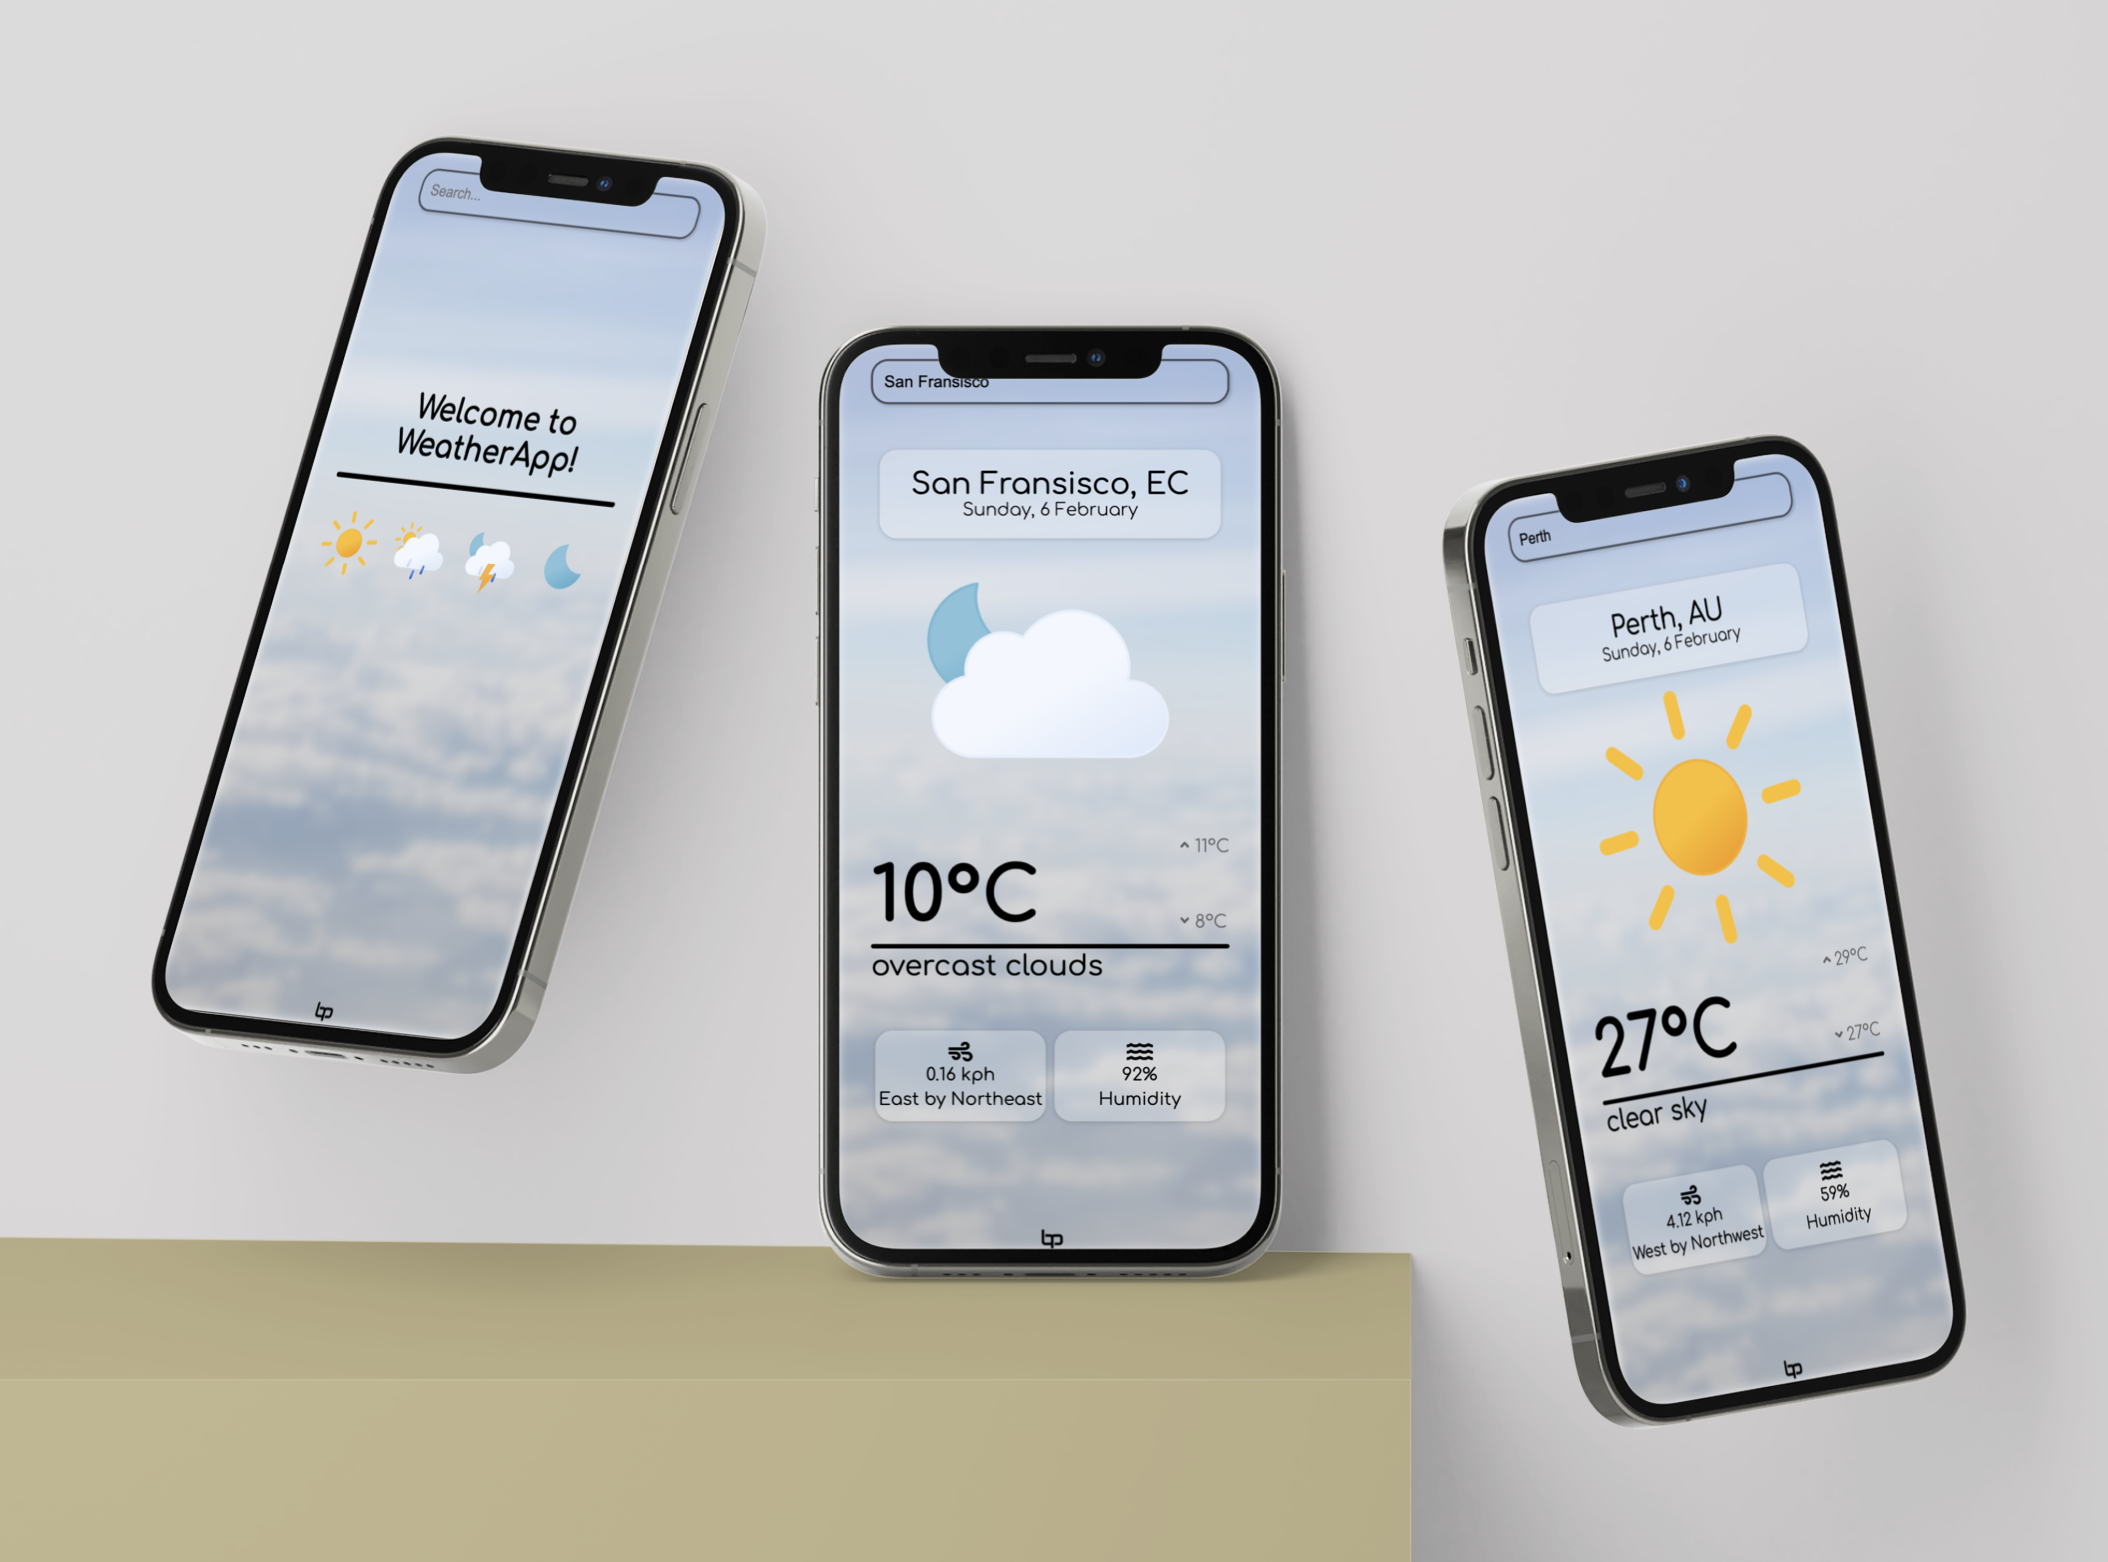 Search...
Welcome to
WeatherApp!
bp
San Fransisco
San Fransisco, EC
Sunday, 6 February
^ 11°C
10°C
˅ 8°C
overcast clouds
0.16 kph
East by Northeast
92%
Humidity
bp
Perth
Perth, AU
Sunday, 6 February
^ 29°C
27°C
˅ 27°C
clear sky
4.12 kph
West by Northwest
59%
Humidity
bp